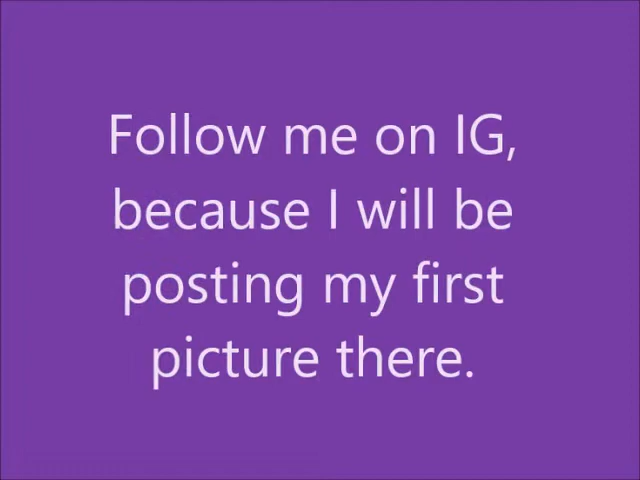 Follow me on IG,
because I will be
posting my first
picture there.